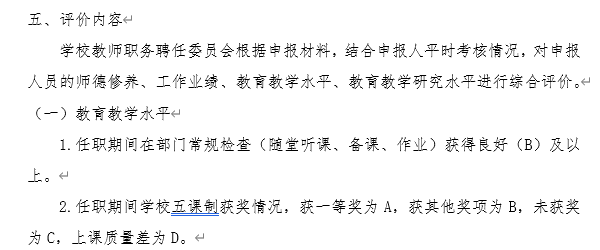 五、评价内容
学校教师职务聘任委员会根据申报材料，结合申报人平时考核情况，对申报
人员的师德修养、工作业绩、教育教学水平、教育教学研究水平进行综合评价。
（一）教育教学水平
1.任职期间在部门常规检查（随堂听课、备课、作业）获得良好（B）及以
上。
2.任职期间学校五课制获奖情况，获一等奖为 A，获其他奖项为 B，未获奖
为 C，上课质量差为 D。